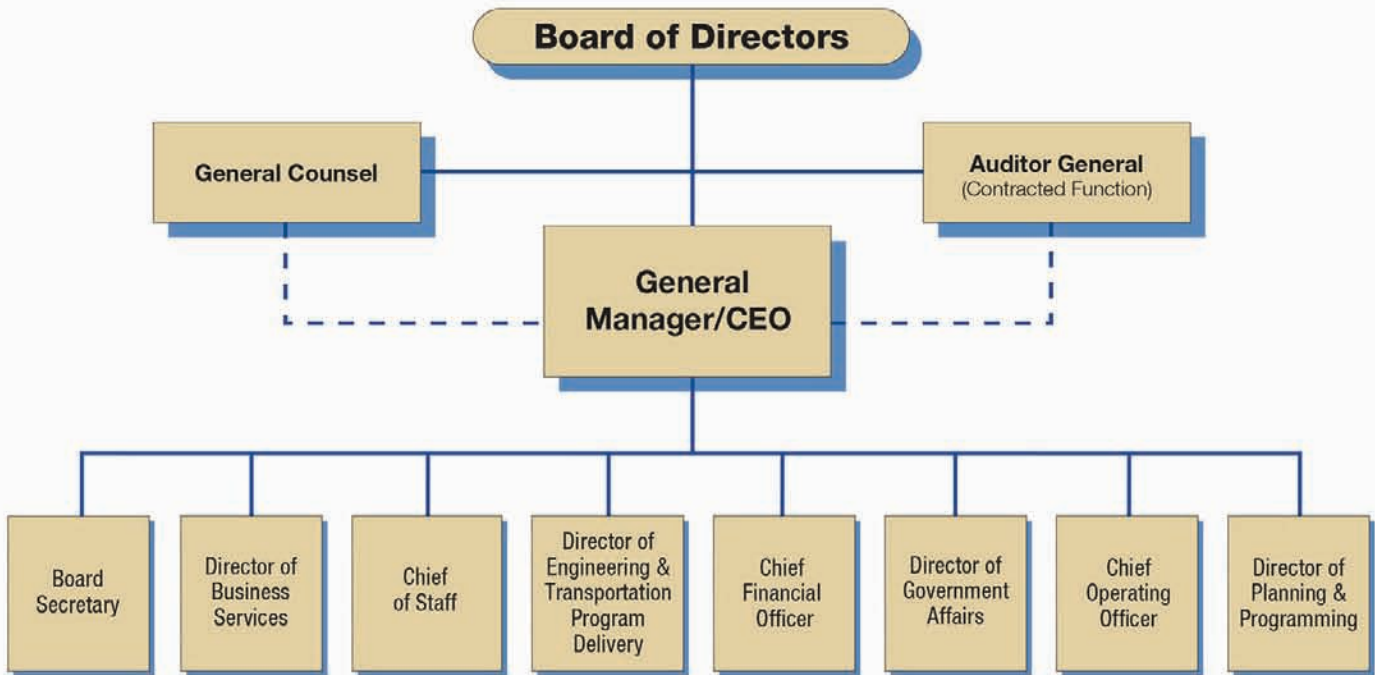 Board of Directors
General Counsel
Auditor General
(Contracted Function)
General
Manager/CEO
Board
Secretary
Director of
Business
Services
Chief
of Staff
Director of
Engineering &
Transportation
Program
Delivery
Chief
Financial
Officer
Director of
Government
Affairs
Chief
Operating
Officer
Director of
Planning &
Programming